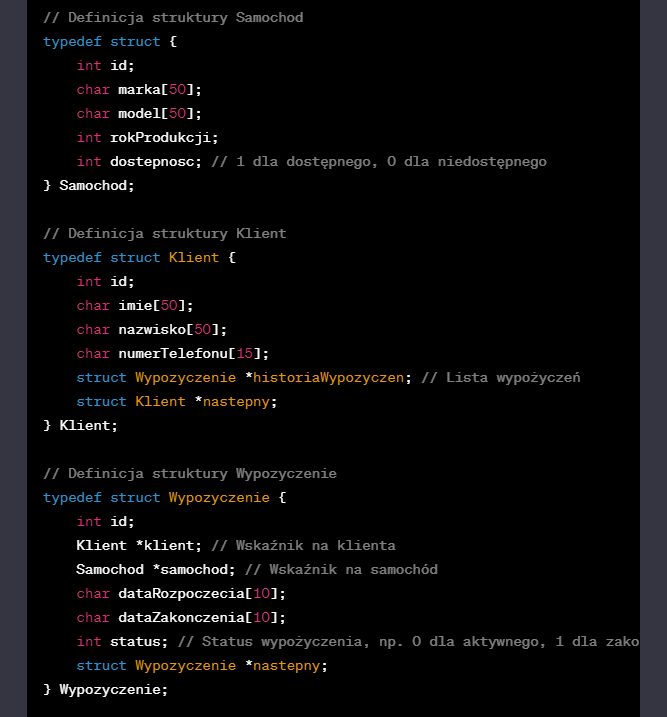 // Definicja struktury Samochod
typedef struct {
    int id;
    char marka[50];
    char model[50];
    int rokProdukcji;
    int dostepnosc; // 1 dla dostępnego, 0 dla niedostępnego
} Samochod;

// Definicja struktury Klient
typedef struct Klient {
    int id;
    char imie[50];
    char nazwisko[50];
    char numerTelefonu[15];
    struct Wypozyczenie *historiaWypozyczen; // Lista wypożyczeń
    struct Klient *nastepny;
} Klient;

// Definicja struktury Wypozyczenie
typedef struct Wypozyczenie {
    int id;
    Klient *klient; // Wskaźnik na klienta
    Samochod *samochod; // Wskaźnik na samochód
    char dataRozpoczecia[10];
    char dataZakonczenia[10];
    int status; // Status wypożyczenia, np. 0 dla aktywnego, 1 dla zako
    struct Wypozyczenie *nastepny;
} Wypozyczenie;